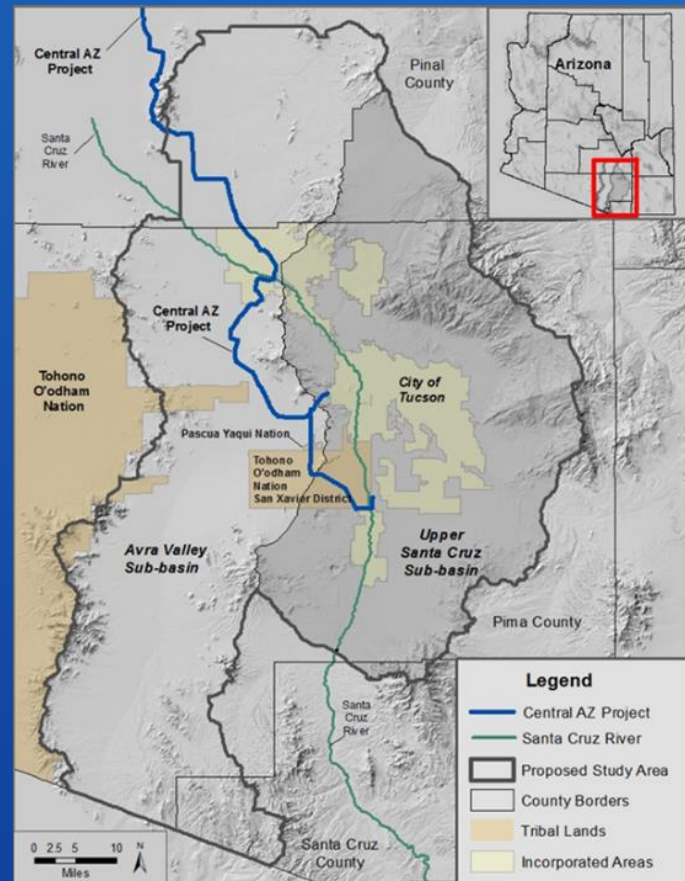 Central AZ
Project
Pinal
County
Arizona
Santa
Cruz
River
Central AZ
Project
Tohono
O'odham
Nation
City of
Tucson
Pascua Yaqui Nation
Tohono
O'odham
Nation
San Xavier District
Avra Valley
Sub-basin
Upper
Santa Cruz
Sub-basin
Pima County
Santa
Cruz
River
Santa Cruz
County
0 2.5 5 10
Miles
N
Legend
Central AZ Project
Santa Cruz River
Proposed Study Area
County Borders
Tribal Lands
Incorporated Areas